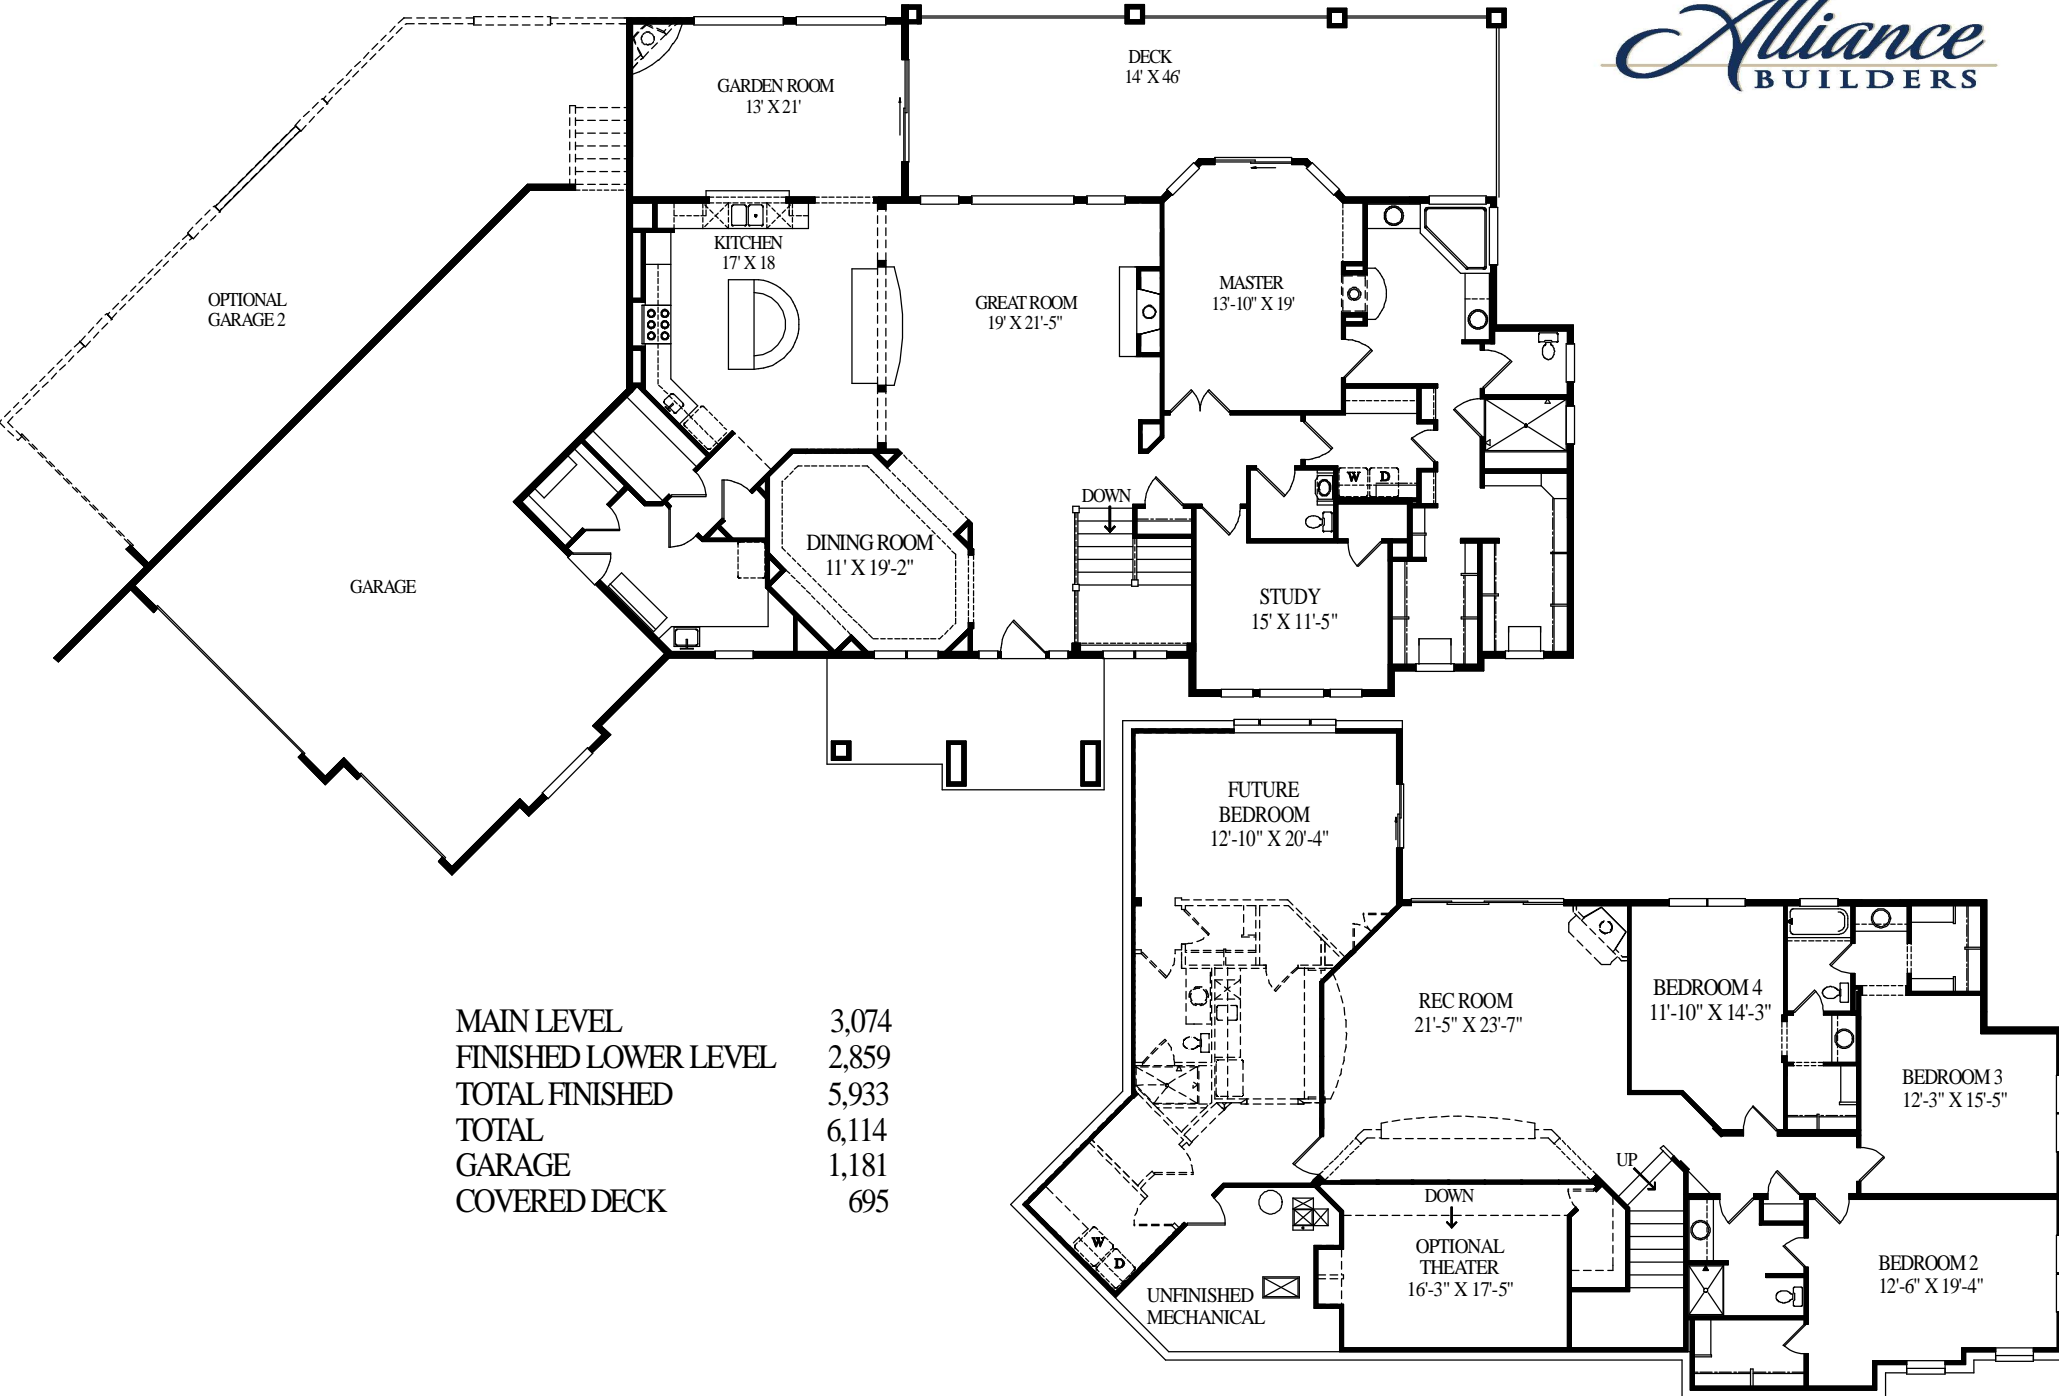 Alliance
BUILDERS
DECK
14' X 46'
GARDEN ROOM
13' X 21'
KITCHEN
17' X 18
OPTIONAL
GARAGE 2
GREAT ROOM
19' X 21'-5"
MASTER
13'-10" X 19'
W D
DOWN
DINING ROOM
11' X 19'-2"
GARAGE
STUDY
15' X 11'-5"
FUTURE
BEDROOM
12'-10" X 20'-4"
REC ROOM
21'-5" X 23'-7"
BEDROOM 4
11'-10" X 14'-3"
BEDROOM 3
12'-3" X 15'-5"
UP
DOWN
OPTIONAL
THEATER
16'-3" X 17'-5"
BEDROOM 2
12'-6" X 19'-4"
W
D
UNFINISHED
MECHANICAL
MAIN LEVEL 3,074
FINISHED LOWER LEVEL 2,859
TOTAL FINISHED 5,933
TOTAL 6,114
GARAGE 1,181
COVERED DECK 695